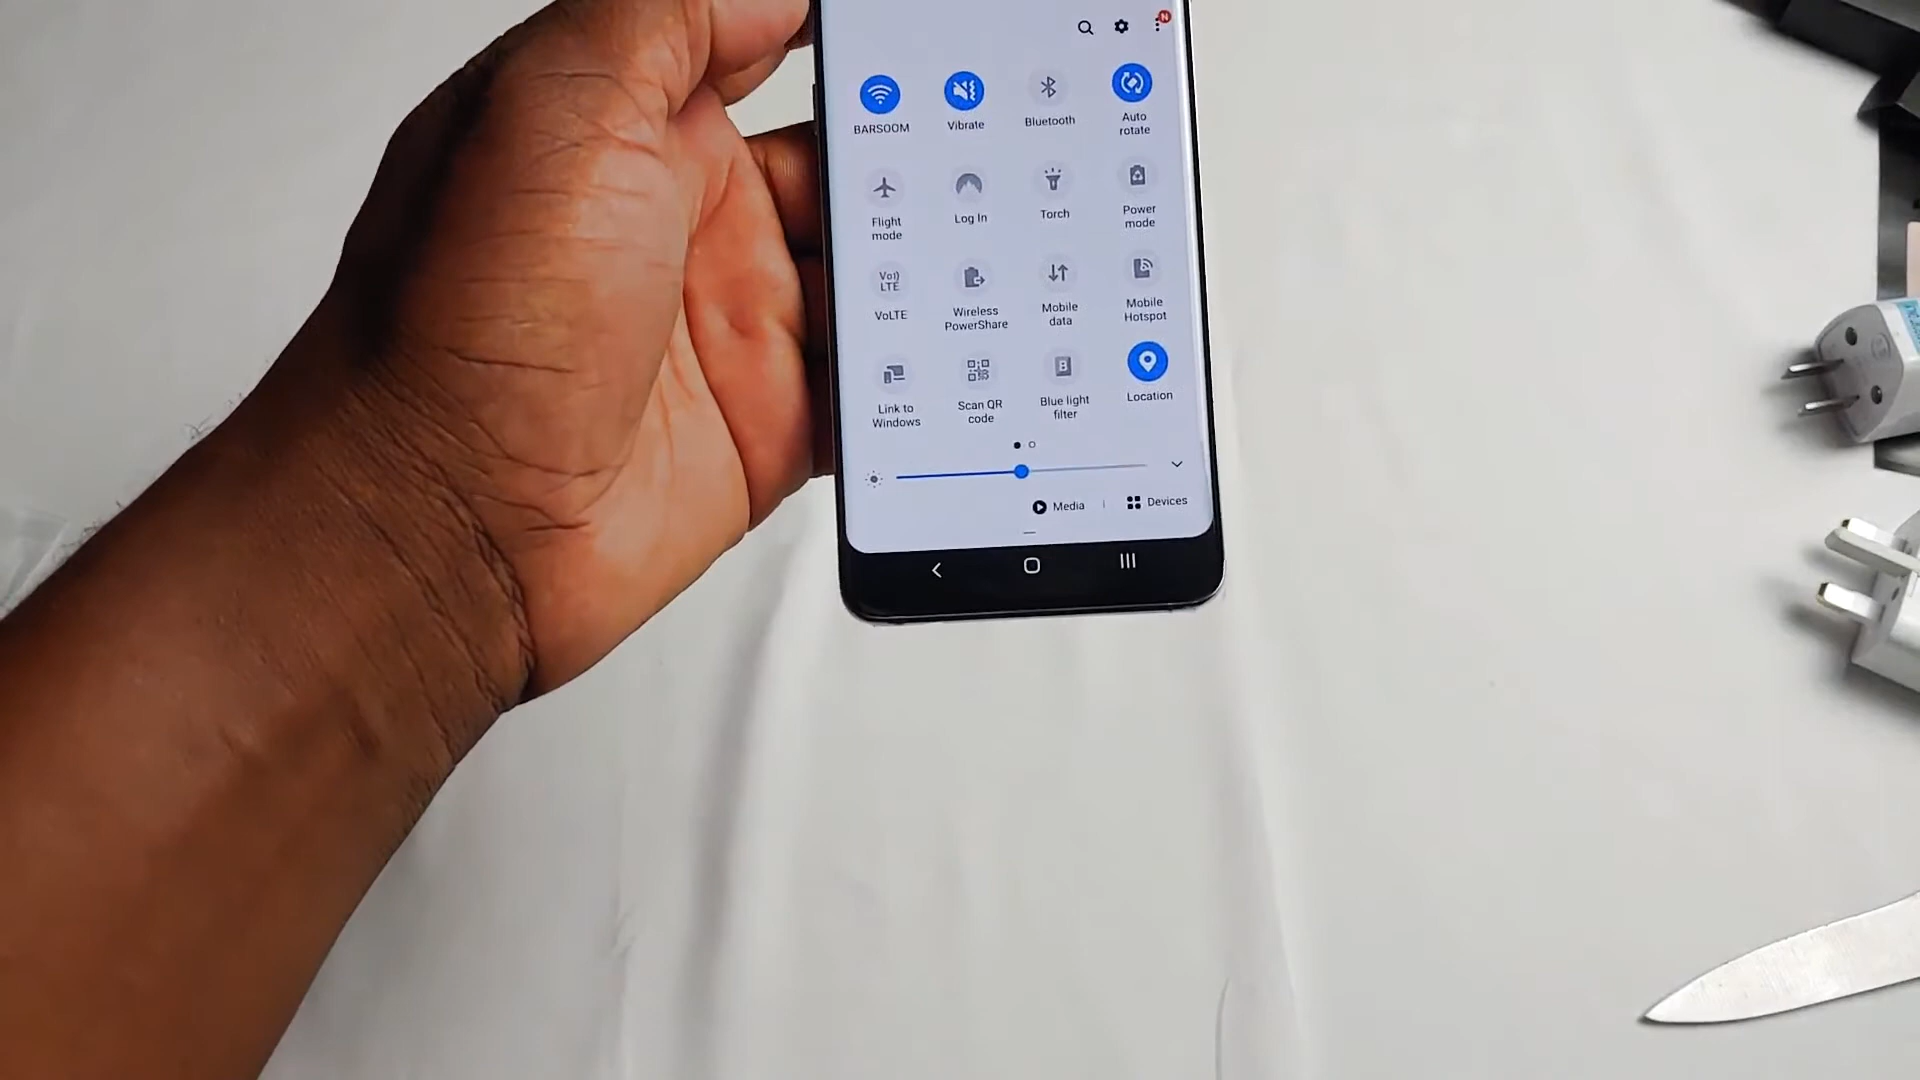 N
BARSOOM
Vibrate
Bluetooth
Auto
rotate
Flight
mode
Log In
Torch
Power
mode
Vo))
LTE
VoLTE
Wireless
PowerShare
Mobile
data
Mobile
Hotspot
Link to
Windows
Scan QR
code
B
Blue light
filter
Location
Media
Devices